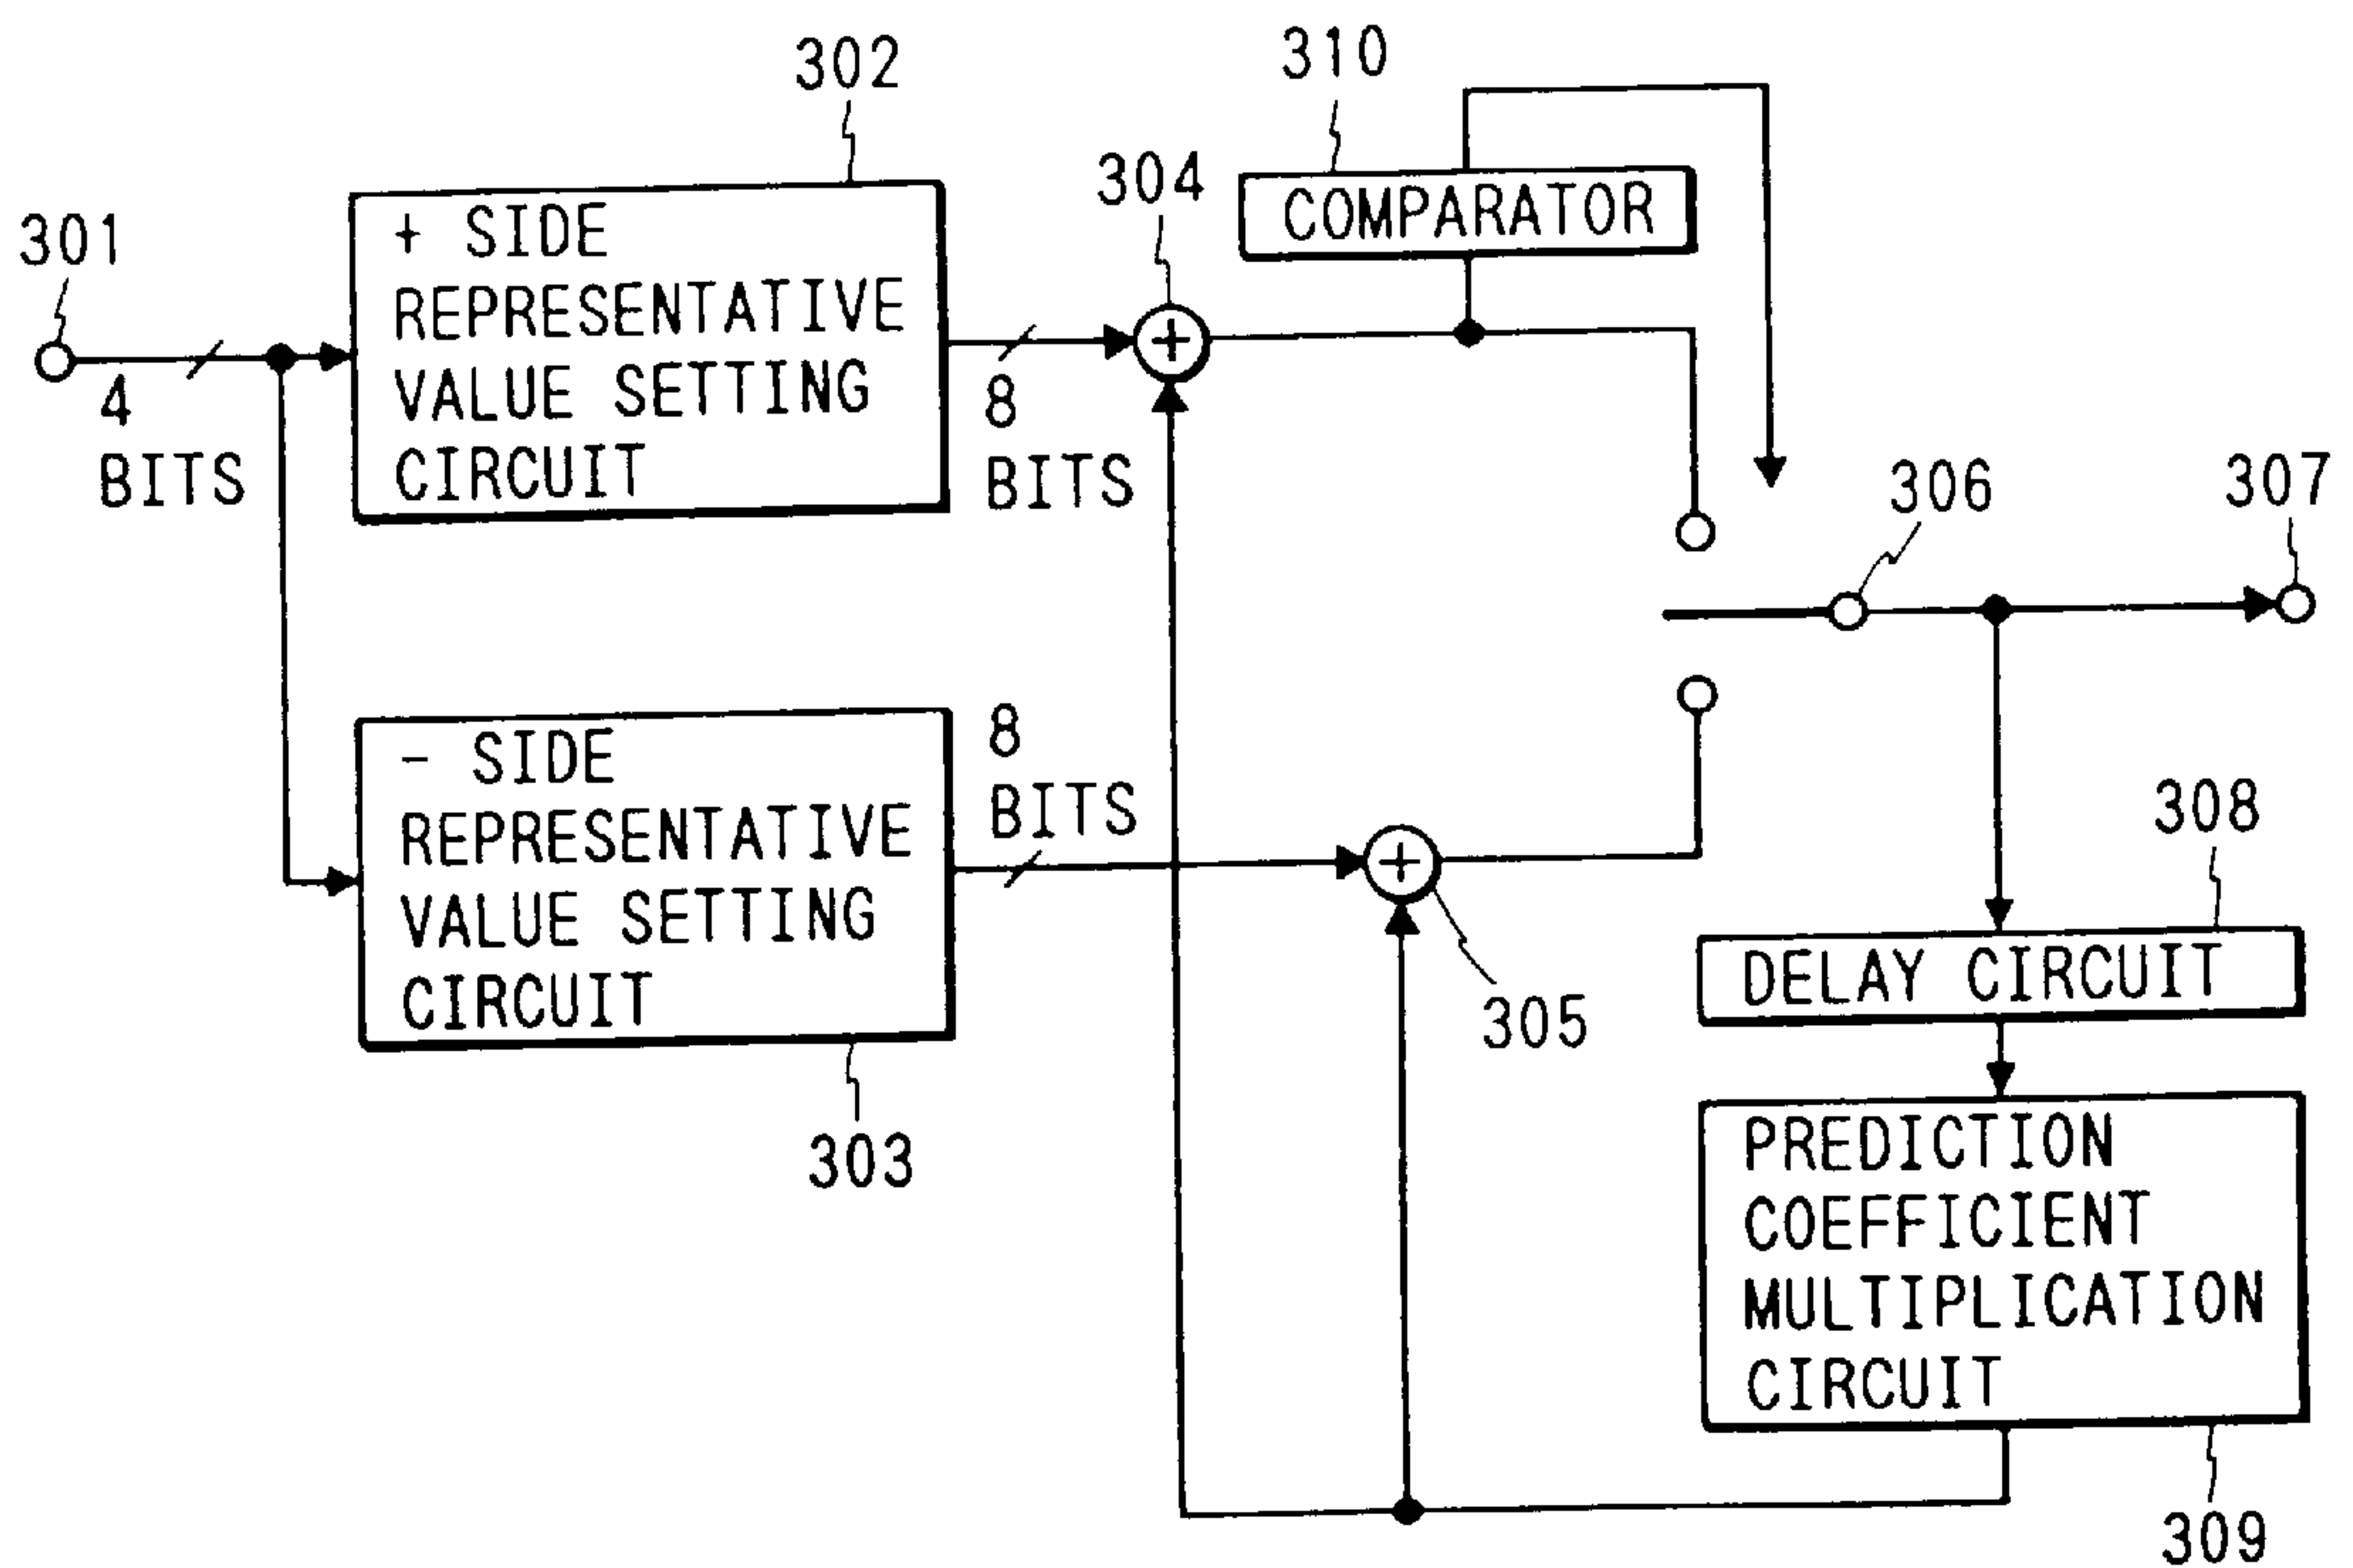 302
310
304
301
+ SIDE
REPRESENTATIVE
VALUE SETTING
CIRCUIT
COMPARATOR
4
BITS
8
BITS
306
307
- SIDE
REPRESENTATIVE
VALUE SETTING
CIRCUIT
8
BITS
308
305
DELAY CIRCUIT
303
PREDICTION
COEFFICIENT
MULTIPLICATION
CIRCUIT
309